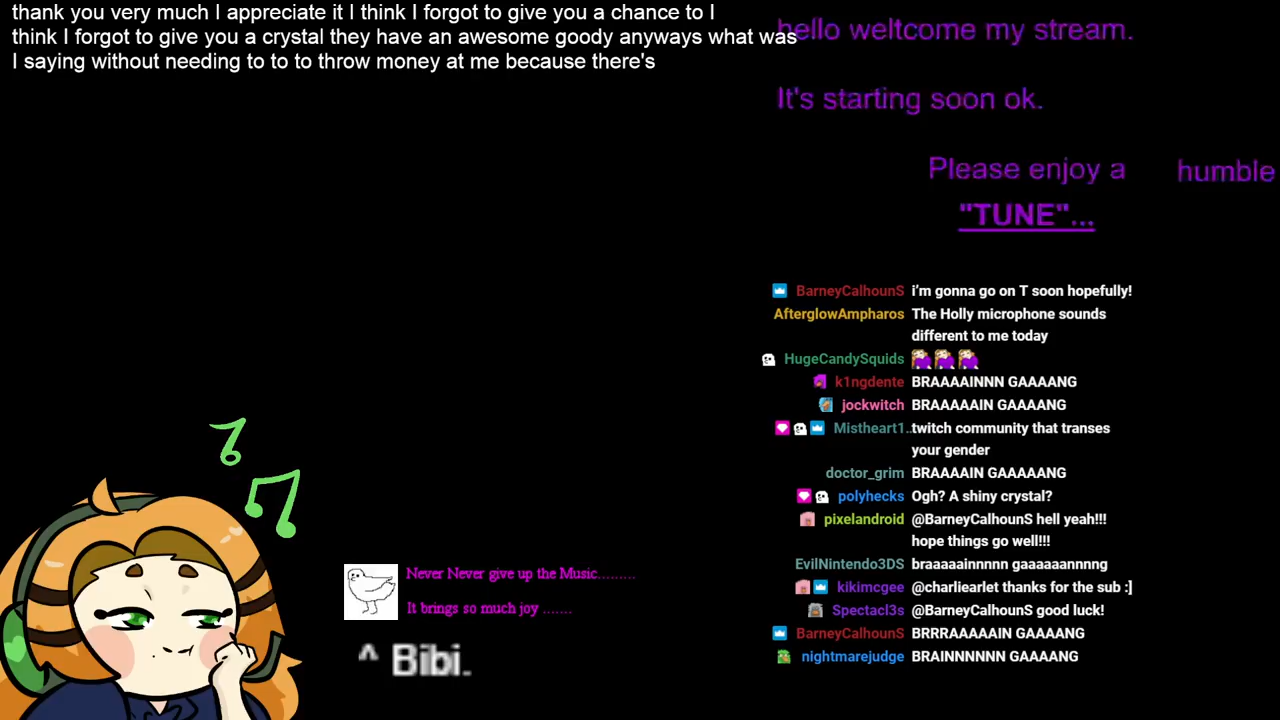 thank you very much I appreciate it I think I forgot to give you a chance to I
think I forgot to give you a crystal they have an awesome goody anyways what was
I saying without needing to to to throw money at me because there's
hello weltcome my stream.
It's starting soon ok.
Please enjoy a humble
"TUNE"...
BarneyCalhounS i'm gonna go on T soon hopefully!
AfterglowAmpharos The Holly microphone sounds
different to me today
HugeCandySquids
k1ngdente BRAAAAINNN GAAAANG
jockwitch BRAAAAAIN GAAAANG
Mistheart1.. twitch community that transes
your gender
doctor_grim BRAAAAIN GAAAAANG
polyhecks Ogh? A shiny crystal?
pixelandroid @BarneyCalhounS hell yeah!!!
hope things go well!!!
EvilNintendo3DS braaaaainnnnn gaaaaaannnng
kikimcgee @charliearlet thanks for the sub :]
Spectacl3s @BarneyCalhounS good luck!
BarneyCalhounS BRRRAAAAAIN GAAAANG
nightmarejudge BRAINNNNNN GAAAANG
Never Never give up the Music.........
It brings so much joy .......
^ Bibi.